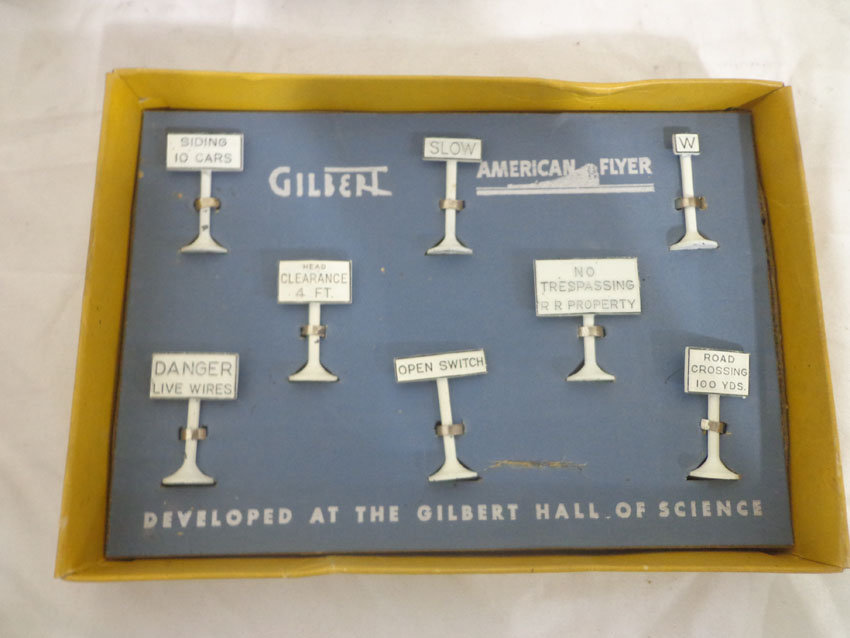 SIDING
10 CARS
GILBERT
SLOW
AMERICAN FLYER
W
HEAD
CLEARANCE
4 FT.
NO
TRESPASSING
R R PROPERTY
DANGER
LIVE WIRES
OPEN SWITCH
ROAD
CROSSING
100 YDS.
DEVELOPED AT THE GILBERT HALL OF SCIENCE